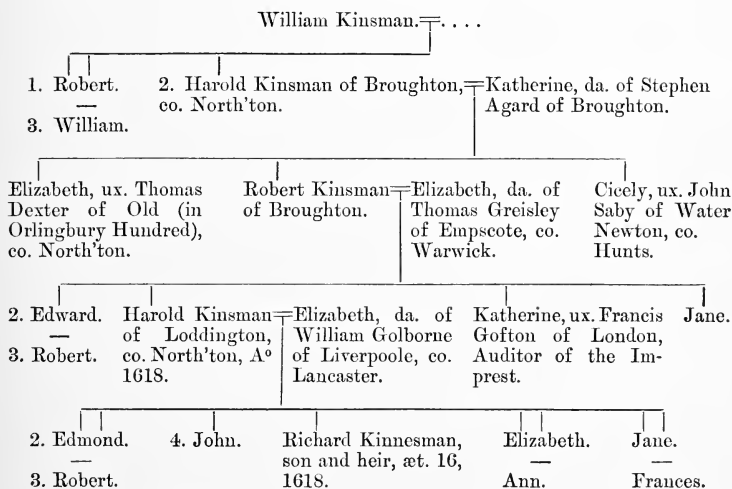 William Kinsman.=. . . .
1. Robert.
—
3. William.
2. Harold Kinsman of Broughton,=Katherine, da. of Stephen
co. North'ton.
Agard of Broughton.
Elizabeth, ux. Thomas
Dexter of Old (in
Orlingbury Hundred),
co. North'ton.
Robert Kinsman=Elizabeth, da. of
of Broughton.
Thomas Greisley
of Empscote, co.
Warwick.
Cicely, ux. John
Saby of Water
Newton, co.
Hunts.
2. Edward.
—
3. Robert.
Harold Kinsman=Elizabeth, da. of
of Loddington,
co. North'ton, Aº
1618.
William Golborne
of Liverpoole, co.
Lancaster.
Katherine, ux. Francis
Gofton of London,
Auditor of the Im-
prest.
Jane.
2. Edmond.
—
3. Robert.
4. John.
Richard Kinnesman,
son and heir, æt. 16,
1618.
Elizabeth.
—
Ann.
Jane.
—
Frances.